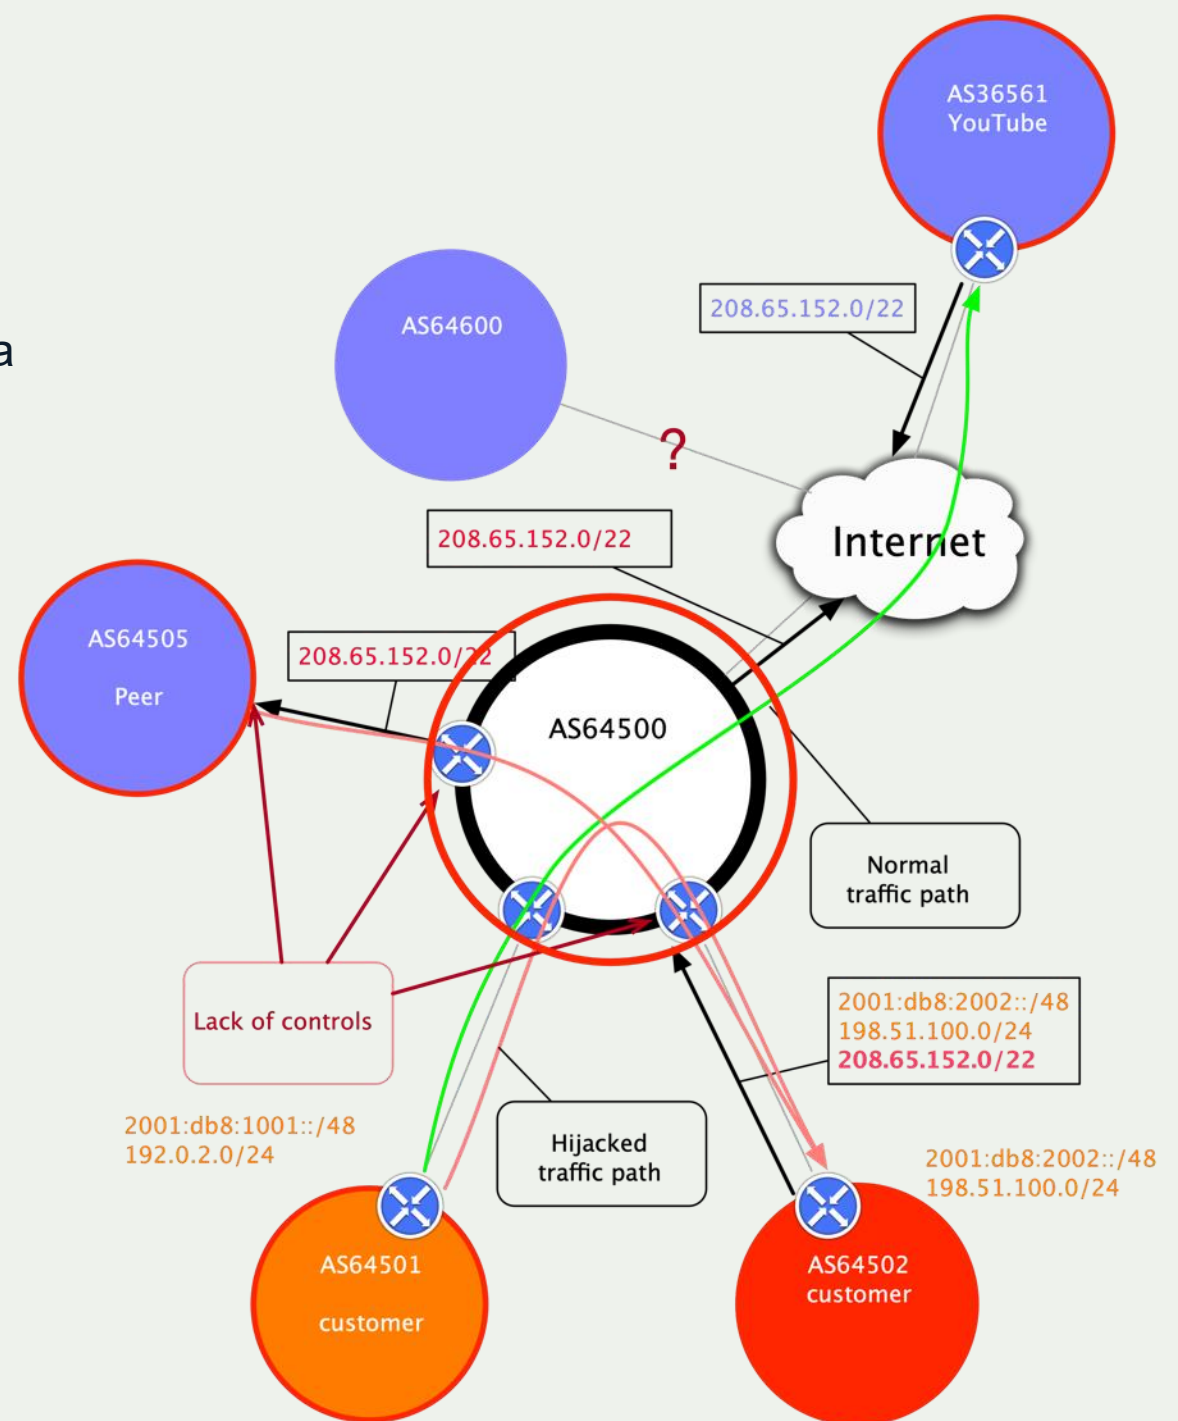 AS36561
YouTube
208.65.152.0/22
AS64600
a
?
208.65.152.0/22
Internet
AS64505
Peer
208.65.152.0/22
AS64500
Normal
traffic path
Lack of controls
2001:db8:2002::/48
198.51.100.0/24
208.65.152.0/22
2001:db8:1001::/48
192.0.2.0/24
Hijacked
traffic path
2001:db8:2002::/48
198.51.100.0/24
AS64501
customer
AS64502
customer